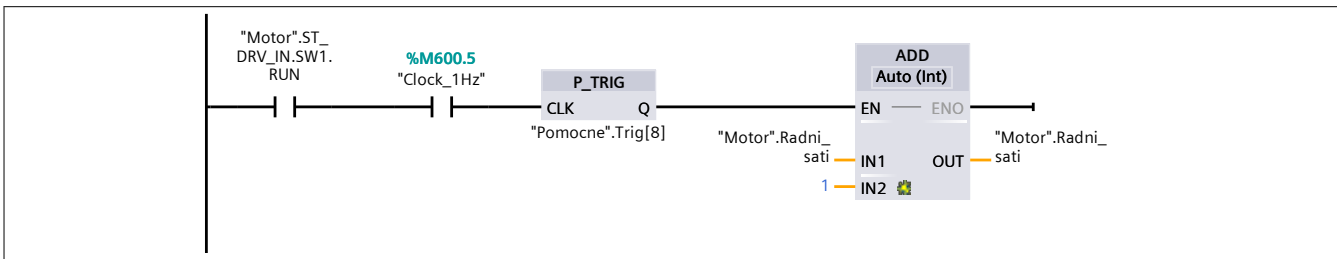 "Motor".ST_
DRV_IN.SW1.
RUN
%M600.5
"Clock_1Hz"
P_TRIG
CLK Q
"Pomocne".Trig[8]
ADD
Auto (Int)
EN ENO
"Motor".Radni_
sati
IN1
OUT
"Motor".Radni_
sati
1
IN2